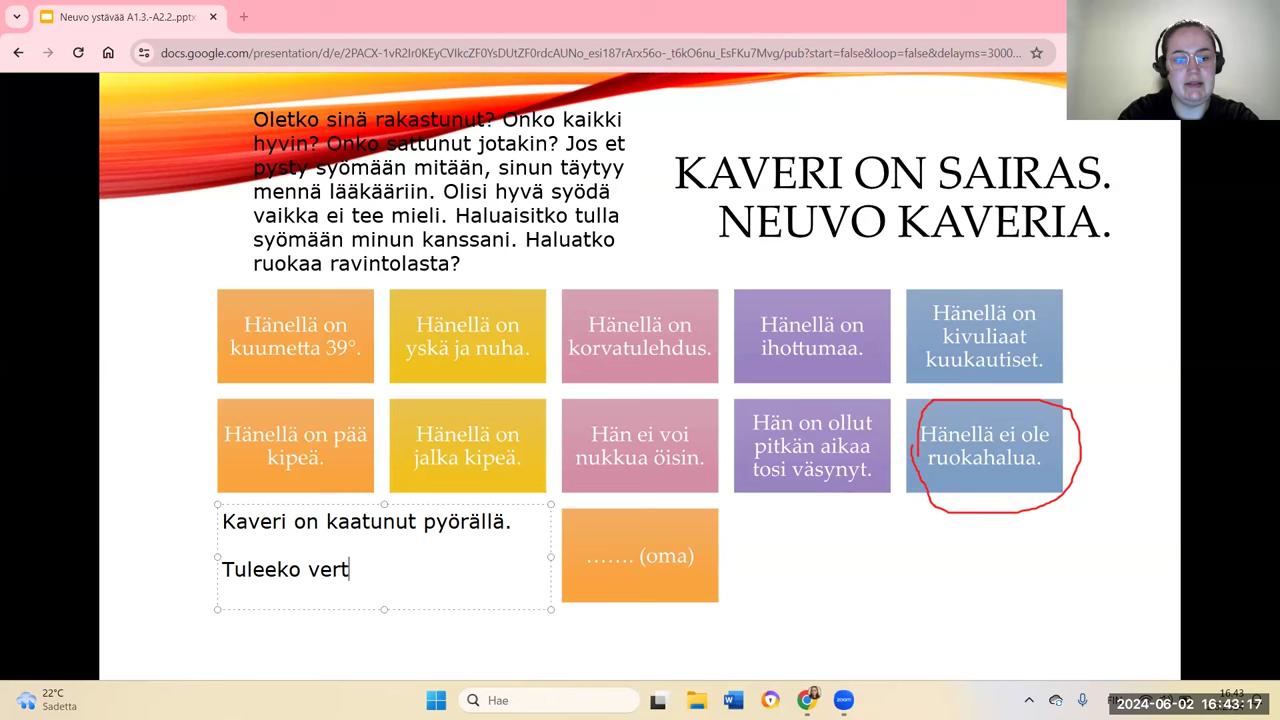 Neuvo ystävää A1.3.-A2.2..pptx
docs.google.com/presentation/d/e/2PACX-1vR2Ir0KEyCVIkcZF0YsDUtZF0rdcAUNo_esi187rArx56o-_t6kO6nu_EsFKu7Mvg/pub?start=false&loop=false&delayms=3000...
Oletko sinä rakastunut? Onko kaikki
hyvin? Onko sattunut jotakin? Jos et
pysty syömään mitään, sinun täytyy
mennä lääkääriin. Olisi hyvä syödä
vaikka ei tee mieli. Haluaisitko tulla
syömään minun kanssani. Haluatko
ruokaa ravintolasta?
KAVERI ON SAIRAS.
NEUVO KAVERIA.
Hänellä on
kuumetta 39°.
Hänellä on
yskä ja nuha.
Hänellä on
korvatulehdus.
Hänellä on
ihottumaa.
Hänellä on
kivuliaat
kuukautiset.
Hänellä on pää
kipeä.
Hänellä on
jalka kipeä.
Hän ei voi
nukkua öisin.
Hän on ollut
pitkän aikaa
tosi väsynyt.
Hänellä ei ole
ruokahalua.
Kaveri on kaatunut pyörällä.
Tuleeko vert
....... (oma)
22°C
Sadetta
Hae
zoom
FIN
16.43
2024-06-02 16:43:17